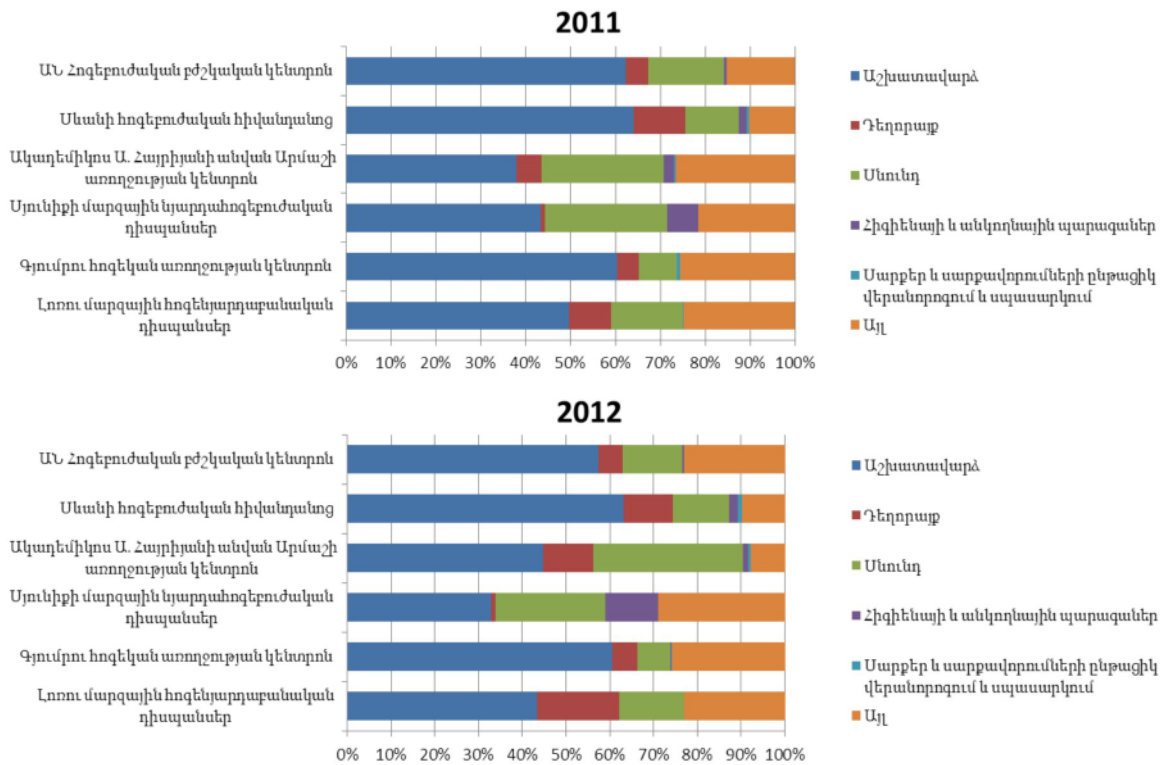 2011
ԱՆ Հոգեբուժական բժշկական կենտրոն
Սևանի հոգեբուժական հիվանդանոց
Ակադեմիկոս Ա. Հայրիյանի անվան Արմաշի
առողջության կենտրոն
Սյունիքի մարզային նյարդահոգեբուժական
դիսպանսեր
Գյումրու հոգեկան առողջության կենտրոն
Լոռու մարզային հոգենյարդաբանական
դիսպանսեր
0% 10% 20% 30% 40% 50% 60% 70% 80% 90% 100%
Աշխատավարձ
Դեղորայք
Սնունդ
Հիգիենայի և անկողնային պարագաներ
Սարքեր և սարքավորումների ընթացիկ
վերանորոգում և սպասարկում
Այլ
2012
ԱՆ Հոգեբուժական բժշկական կենտրոն
Սևանի հոգեբուժական հիվանդանոց
Ակադեմիկոս Ա. Հայրիյանի անվան Արմաշի
առողջության կենտրոն
Սյունիքի մարզային նյարդահոգեբուժական
դիսպանսեր
Գյումրու հոգեկան առողջության կենտրոն
Լոռու մարզային հոգենյարդաբանական
դիսպանսեր
0% 10% 20% 30% 40% 50% 60% 70% 80% 90% 100%
Աշխատավարձ
Դեղորայք
Սնունդ
Հիգիենայի և անկողնային պարագաներ
Սարքեր և սարքավորումների ընթացիկ
վերանորոգում և սպասարկում
Այլ